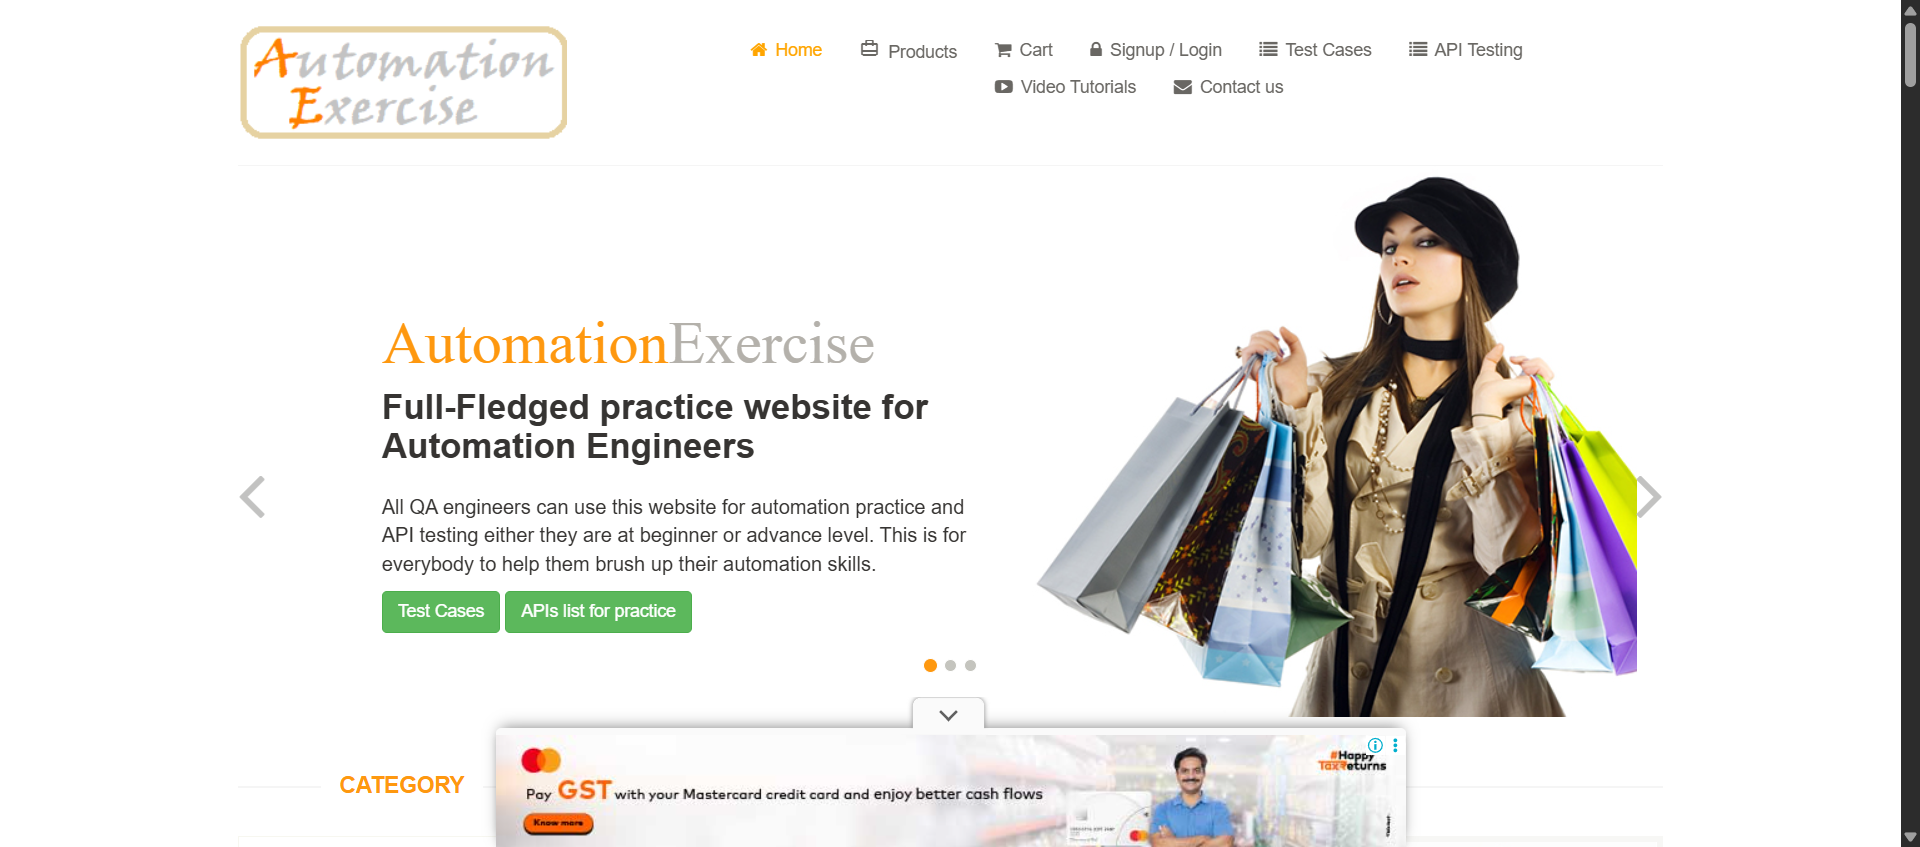 Automation
Exercise
Home
Products
Cart
Signup / Login
Test Cases
API Testing
Video Tutorials
Contact us
AutomationExercise
Full-Fledged practice website for
Automation Engineers
All QA engineers can use this website for automation practice and
API testing either they are at beginner or advance level. This is for
everybody to help them brush up their automation skills.
Test Cases
APIs list for practice
CATEGORY
#Happy
TaxReturns
Pay GST with your Mastercard credit card and enjoy better cash flows
Know more